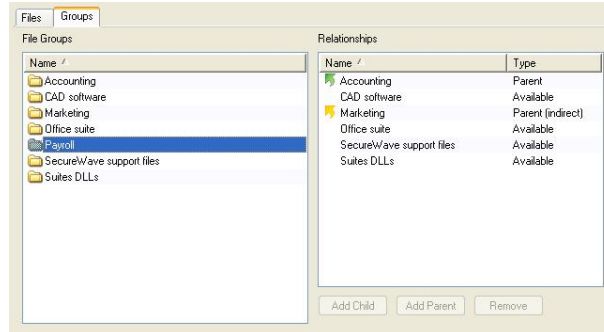 Files Groups
File Groups
Name
Accounting
CAD software
Marketing
Office suite
Payroll
SecureWave support files
Suites DLLs
Relationships
Name Type
Accounting Parent
CAD software Available
Marketing Parent (indirect)
Office suite Available
SecureWave support files Available
Suites DLLs Available
Add Child Add Parent Remove